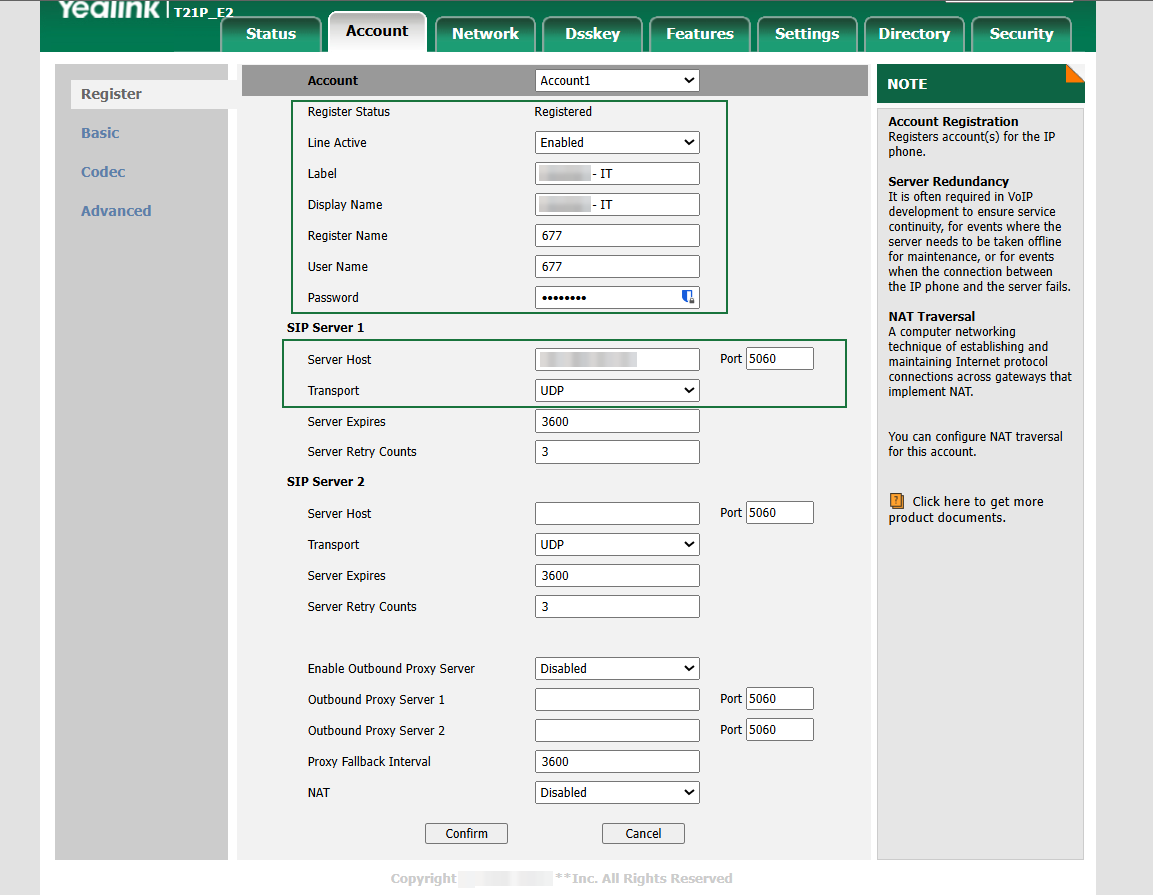 Yealink | T21P_E2
Status Account Network Dsskey Features Settings Directory Security
Register
Basic
Codec
Advanced
Account Account1
Register Status Registered
Line Active Enabled
Label - IT
Display Name - IT
Register Name 677
User Name 677
Password ••••••••
SIP Server 1
Server Host Port 5060
Transport UDP
Server Expires 3600
Server Retry Counts 3
SIP Server 2
Server Host Port 5060
Transport UDP
Server Expires 3600
Server Retry Counts 3
Enable Outbound Proxy Server Disabled
Outbound Proxy Server 1 Port 5060
Outbound Proxy Server 2 Port 5060
Proxy Fallback Interval 3600
NAT Disabled
Confirm Cancel
NOTE
Account Registration
Registers account(s) for the IP
phone.
Server Redundancy
It is often required in VoIP
development to ensure service
continuity, for events where the
server needs to be taken offline
for maintenance, or for events
when the connection between
the IP phone and the server fails.
NAT Traversal
A computer networking
technique of establishing and
maintaining Internet protocol
connections across gateways that
implement NAT.
You can configure NAT traversal
for this account.
? Click here to get more
product documents.
Copyright **Inc. All Rights Reserved